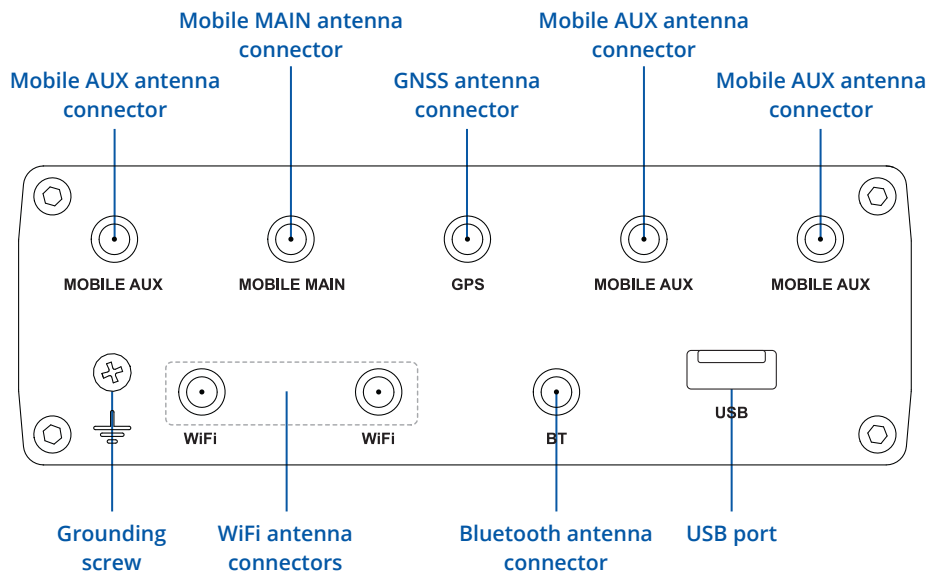 Mobile MAIN antenna
connector
Mobile AUX antenna
connector
Mobile AUX antenna
connector
GNSS antenna
connector
Mobile AUX antenna
connector
MOBILE AUX
MOBILE MAIN
GPS
MOBILE AUX
MOBILE AUX
WiFi
WiFi
BT
USB
Grounding
screw
WiFi antenna
connectors
Bluetooth antenna
connector
USB port